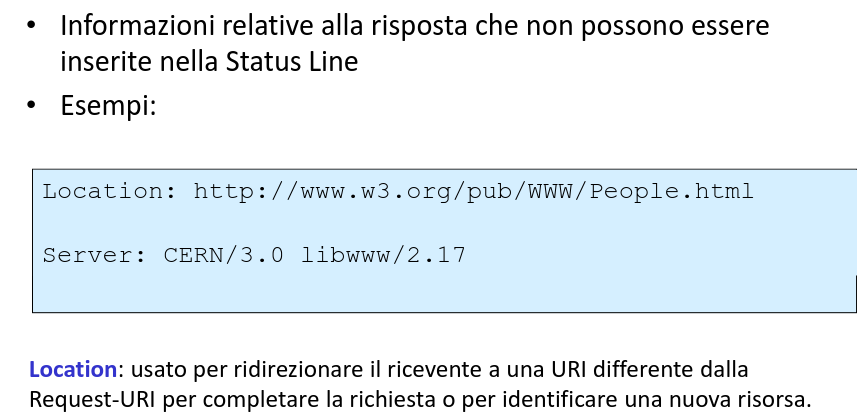 • Informazioni relative alla risposta che non possono essere
inserite nella Status Line
• Esempi:
Location: http://www.w3.org/pub/WWW/People.html
Server: CERN/3.0 libwww/2.17
Location: usato per ridirezionare il ricevente a una URI differente dalla
Request-URI per completare la richiesta o per identificare una nuova risorsa.